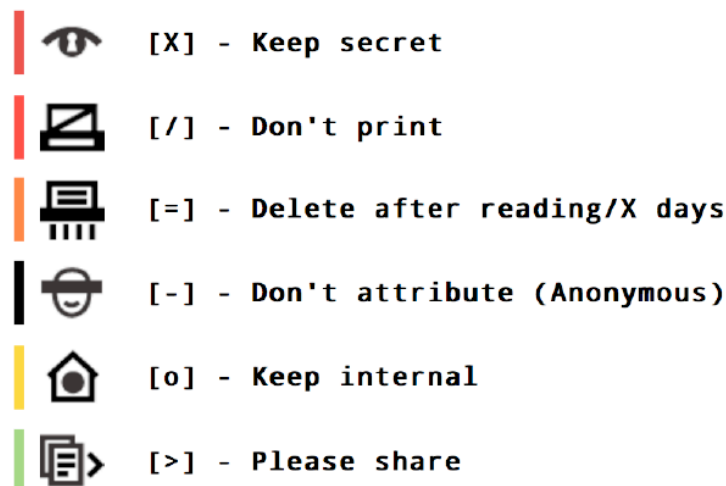 [X] - Keep secret
[/] - Don't print
[=] - Delete after reading/X days
[-] - Don't attribute (Anonymous)
[o] - Keep internal
[>] - Please share